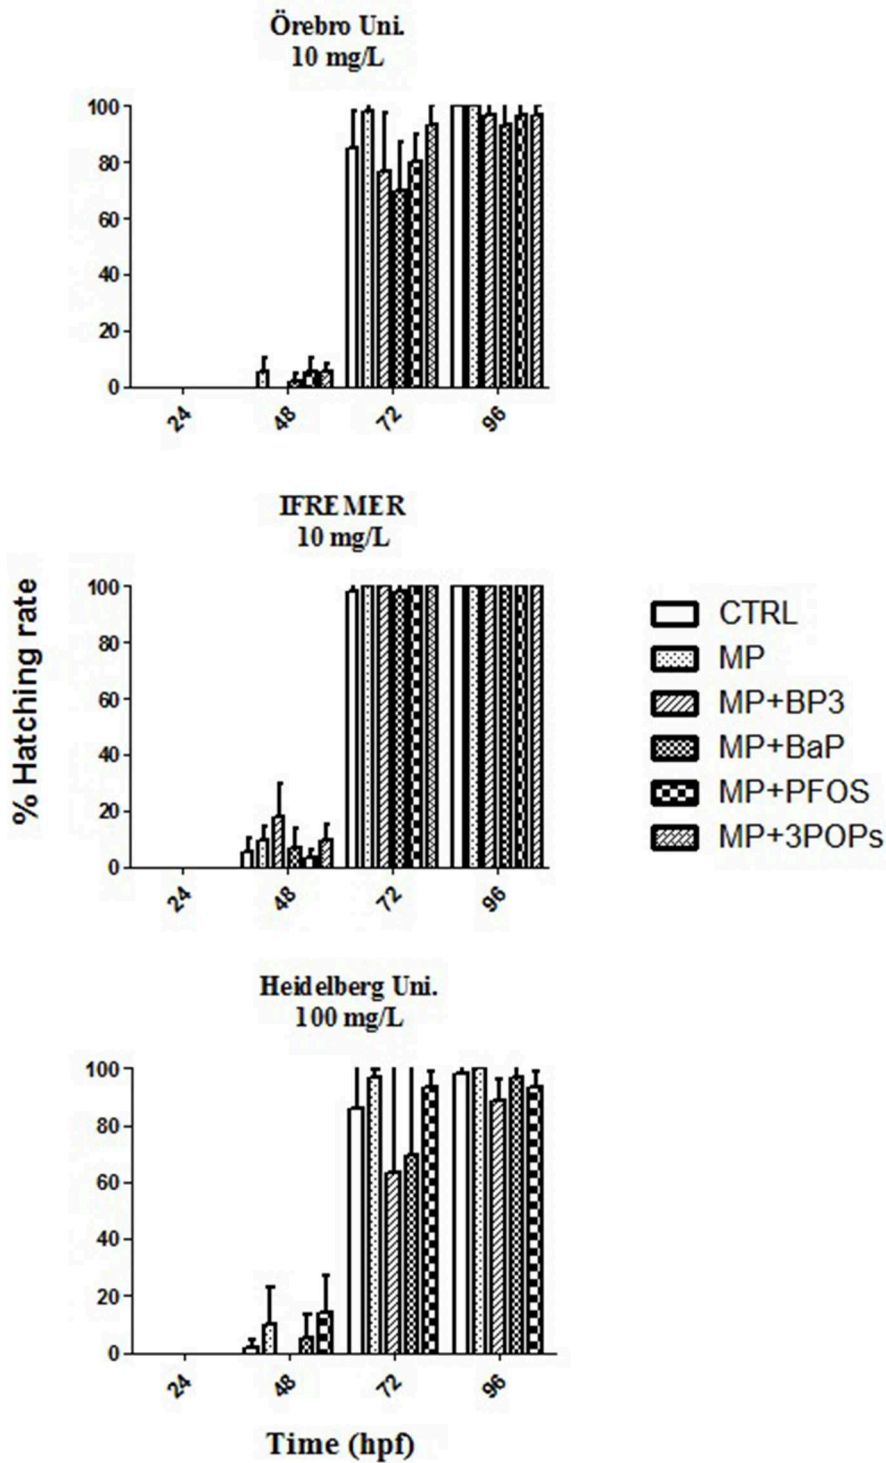 Örebro Uni.
10 mg/L
100
80
60
40
20
0
24
48
72
96
IFREMER
10 mg/L
100
80
60
40
20
0
24
48
72
96
% Hatching rate
CTRL
MP
MP+BP3
MP+BaP
MP+PFOS
MP+3POPs
Heidelberg Uni.
100 mg/L
100
80
60
40
20
0
24
48
72
96
Time (hpf)